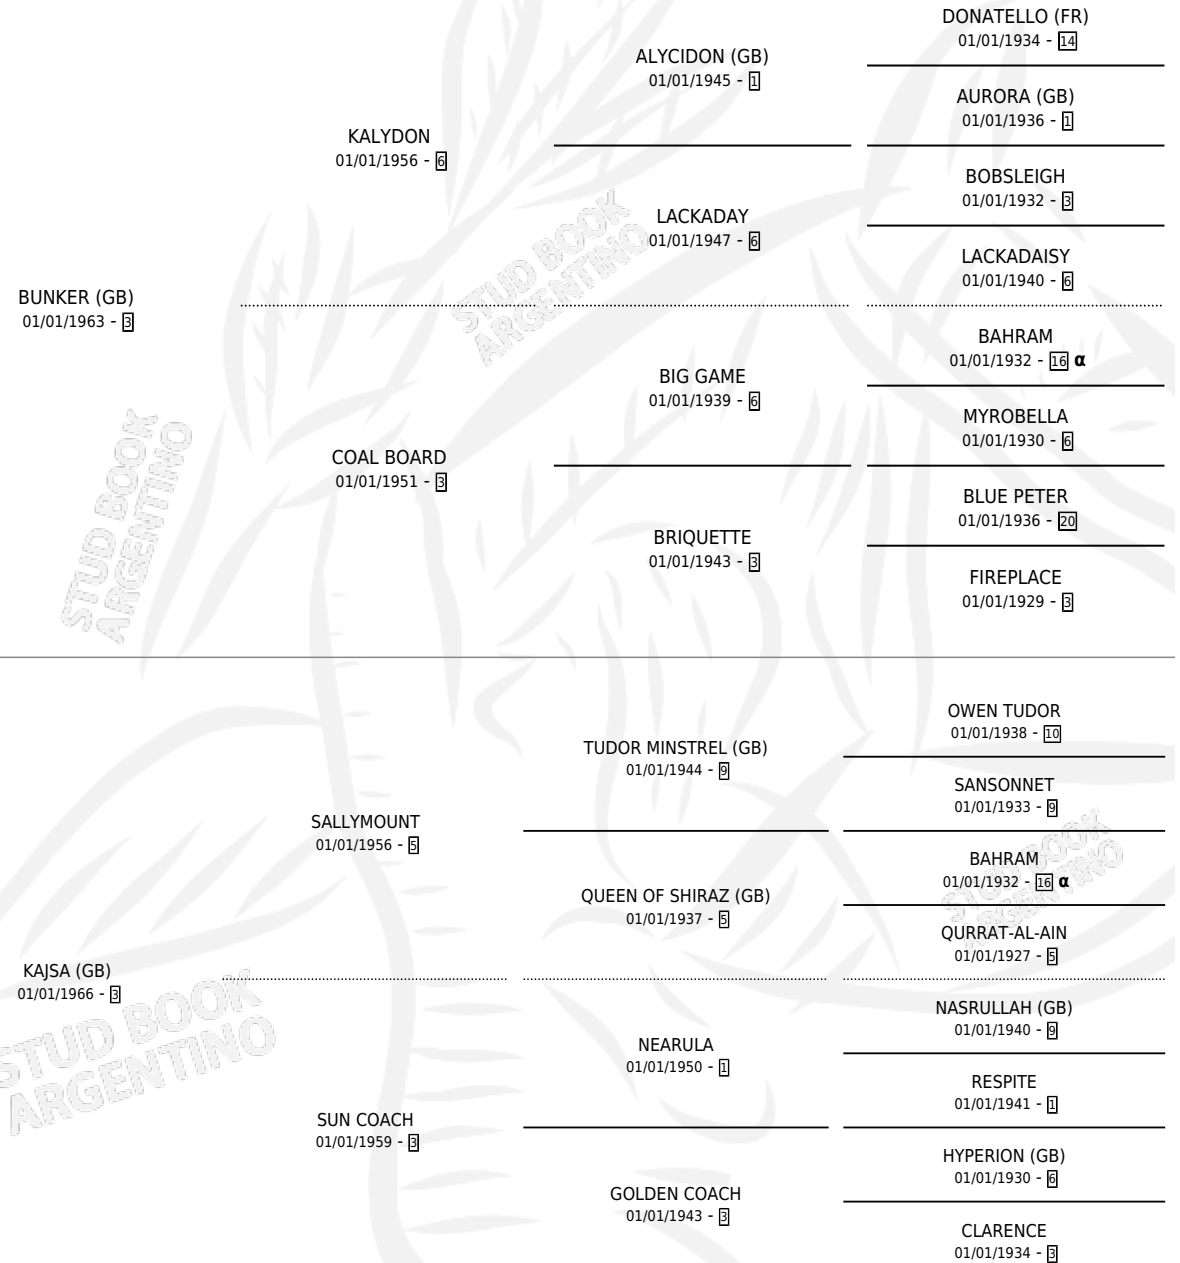 DONATELLO (FR)
01/01/1934 - 14
ALYCIDON (GB)
01/01/1945 - 1
AURORA (GB)
01/01/1936 - 1
KALYDON
01/01/1956 - 6
BOBSLEIGH
01/01/1932 - 3
LACKADAY
01/01/1947 - 6
LACKADAISY
01/01/1940 - 6
BUNKER (GB)
01/01/1963 - 3
STUD BOOK
ARGENTINO
BAHRAM
01/01/1932 - 16 α
BIG GAME
01/01/1939 - 6
MYROBELLA
01/01/1930 - 6
COAL BOARD
01/01/1951 - 3
BLUE PETER
01/01/1936 - 20
BRIQUETTE
01/01/1943 - 3
FIREPLACE
01/01/1929 - 3
STUD BOOK
ARGENTINO
OWEN TUDOR
01/01/1938 - 10
TUDOR MINSTREL (GB)
01/01/1944 - 9
SANSONNET
01/01/1933 - 9
SALLYMOUNT
01/01/1956 - 5
BAHRAM
01/01/1932 - 16 α
QUEEN OF SHIRAZ (GB)
01/01/1937 - 5
QURRAT-AL-AIN
01/01/1927 - 5
STUD BOOK
ARGENTINO
KAJSA (GB)
01/01/1966 - 3
NASRULLAH (GB)
01/01/1940 - 9
NEARULA
01/01/1950 - 1
RESPITE
01/01/1941 - 1
STUD BOOK
ARGENTINO
SUN COACH
01/01/1959 - 3
HYPERION (GB)
01/01/1930 - 6
GOLDEN COACH
01/01/1943 - 3
CLARENCE
01/01/1934 - 3